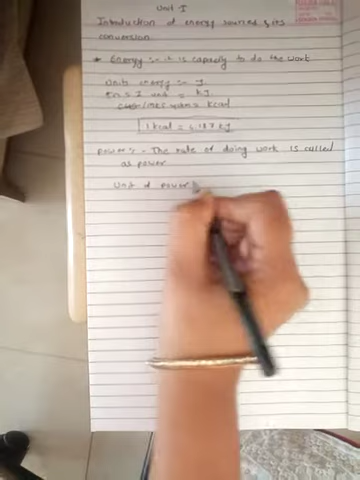 Unit I
Introduction of energy sources & its
conversion
* Energy :- it is capacity to do the work
Units energy :- J
In S.I unit = KJ
system = kcal
1 kcal = 4.187 KJ
power :- The rate of doing work is called
as power
Unit of power